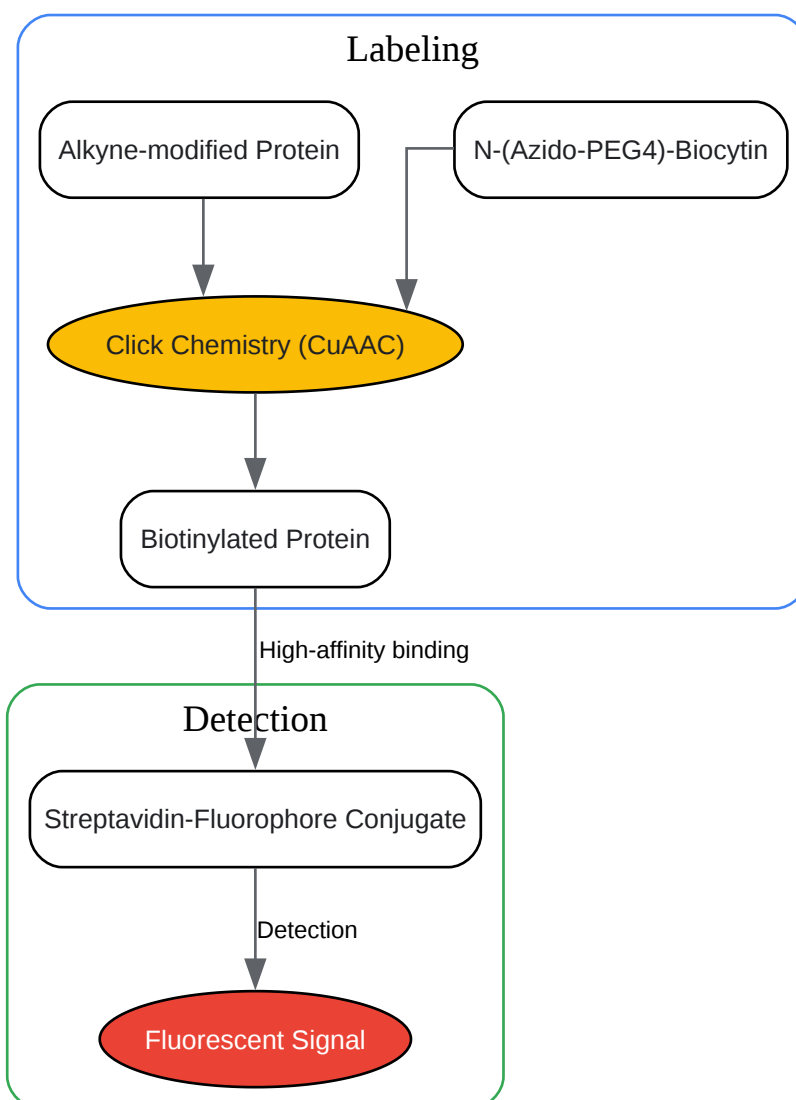 Labeling
Alkyne-modified Protein
N-(Azido-PEG4)-Biocytin
Click Chemistry (CuAAC)
Biotinylated Protein
High-affinity binding
Detection
Streptavidin-Fluorophore Conjugate
Detection
Fluorescent Signal